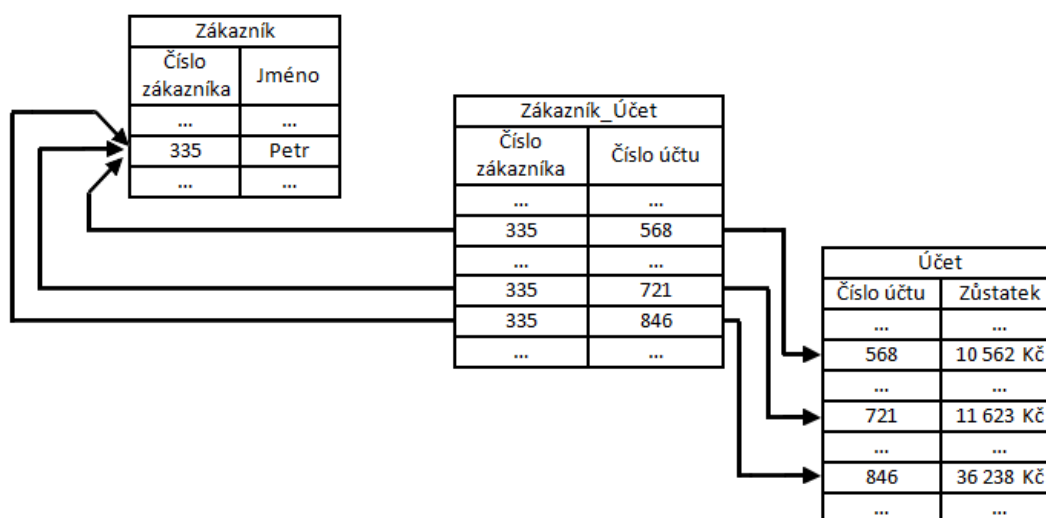 Zákazník
Číslo zákazníka Jméno
... ...
335 Petr
... ...
Zákazník_Účet
Číslo zákazníka Číslo účtu
... ...
335 568
... ...
335 721
335 846
... ...
Účet
Číslo účtu Zůstatek
... ...
568 10 562 Kč
... ...
721 11 623 Kč
... ...
846 36 238 Kč
... ...